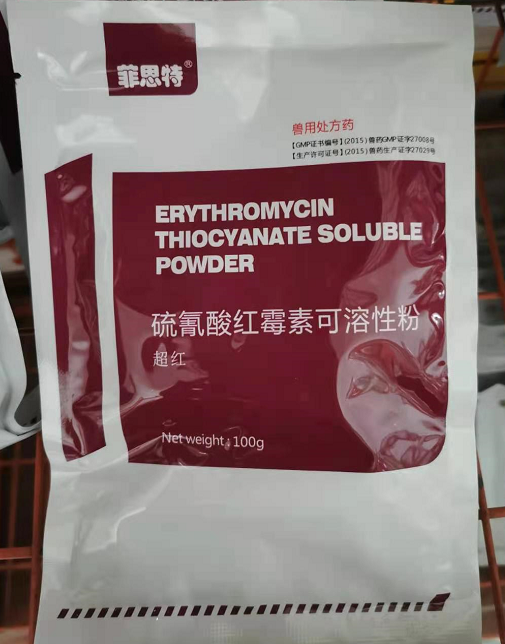 菲思特®
兽用处方药
【GMP证书编号】(2015)兽药GMP证字27008号
【生产许可证号】(2015)兽药生产证字27029号
ERYTHROMYCIN
THIOCYANATE SOLUBLE
POWDER
硫氰酸红霉素可溶性粉
超红
Net weight：100g